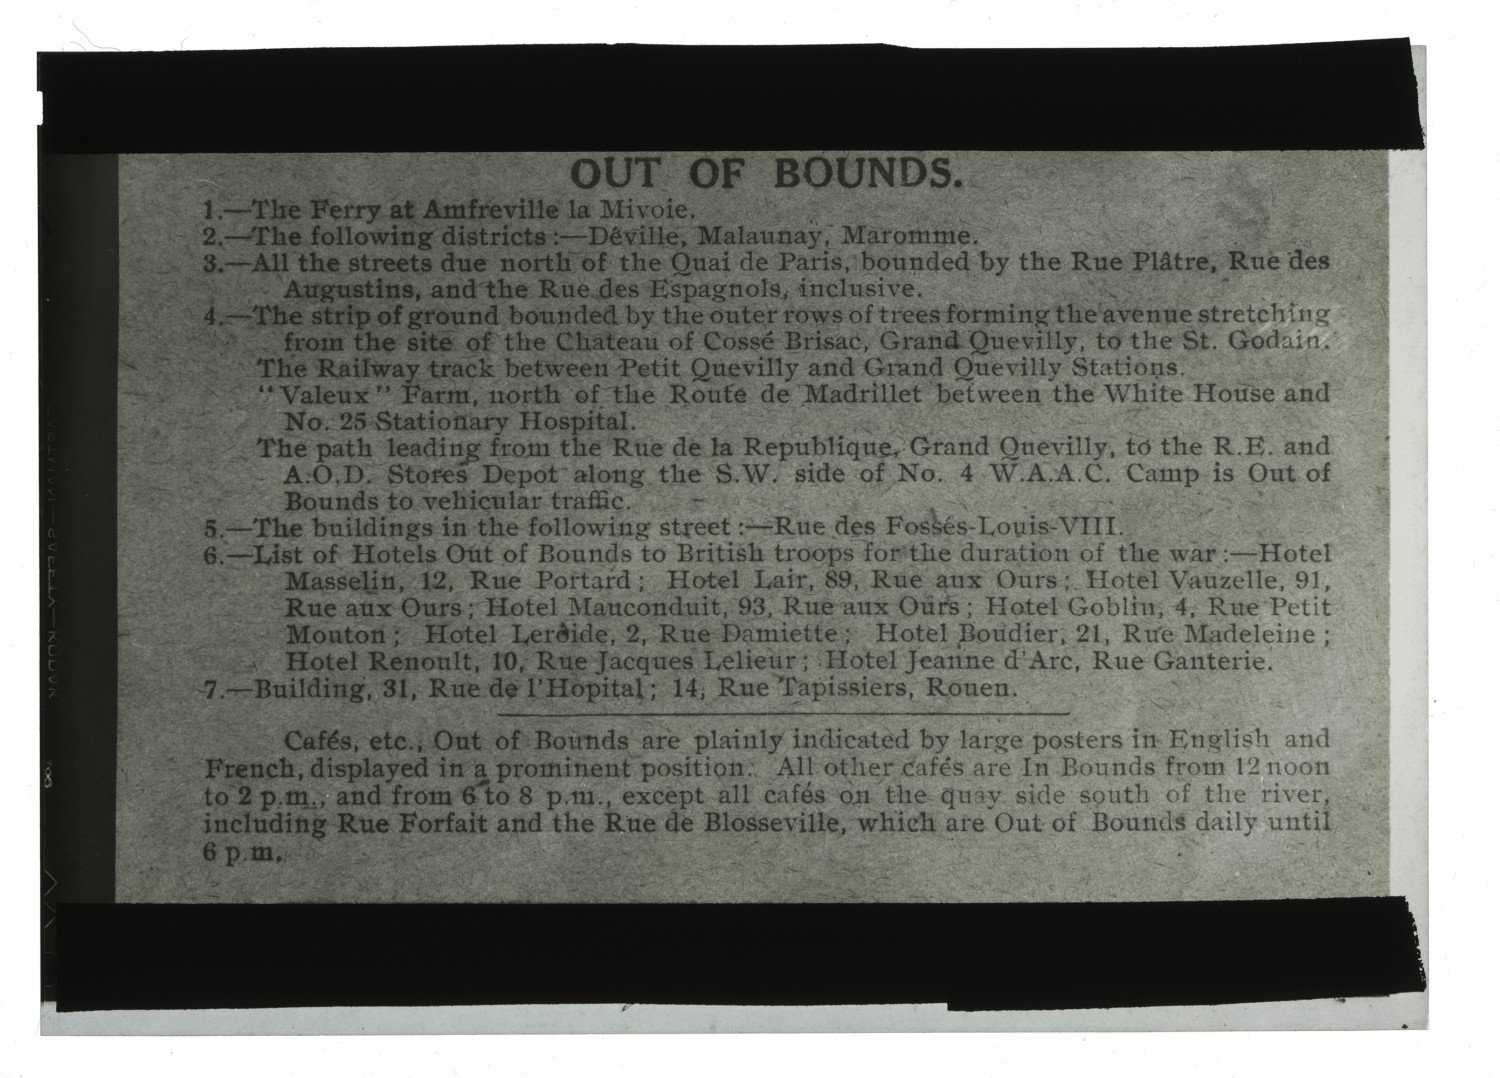 OUT OF BOUNDS.
1.—The Ferry at Amfreville la Mivoie.
2.—The following districts :—Déville, Malaunay, Maromme.
3.—All the streets due north of the Quai de Paris, bounded by the Rue Plâtre, Rue des
Augustins, and the Rue des Espagnols, inclusive.
4.—The strip of ground bounded by the outer rows of trees forming the avenue stretching
from the site of the Chateau of Cossé Brisac, Grand Quevilly, to the St. Godain.
The Railway track between Petit Quevilly and Grand Quevilly Stations.
“Valeux” Farm, north of the Route de Madrillet between the White House and
No. 25 Stationary Hospital.
The path leading from the Rue de la Republique, Grand Quevilly, to the R.E. and
A.O.D. Stores Depot along the S.W. side of No. 4 W.A.A.C. Camp is Out of
Bounds to vehicular traffic.
5.—The buildings in the following street :—Rue des Fossés-Louis-VIII.
6.—List of Hotels Out of Bounds to British troops for the duration of the war :—Hotel
Masselin, 12, Rue Portard ; Hotel Lair, 89, Rue aux Ours ; Hotel Vauzelle, 91,
Rue aux Ours ; Hotel Mauconduit, 93, Rue aux Ours ; Hotel Goblin, 4, Rue Petit
Mouton ; Hotel 2, Rue Damiette ; Hotel Boudier, 21, Rue Madeleine ;
Hotel Renoult, 10, Rue Jacques Lelieur ; Hotel Jeanne d'Arc, Rue Ganterie.
7.—Building, 31, Rue de l'Hopital ; 14, Rue Tapissiers, Rouen.
Cafés, etc., Out of Bounds are plainly indicated by large posters in English and
French, displayed in a prominent position. All other cafés are In Bounds from 12 noon
to 2 p.m., and from 6 to 8 p.m., except all cafés on the quay side south of the river,
including Rue Forfait and the Rue de Blosseville, which are Out of Bounds daily until
6 p.m.